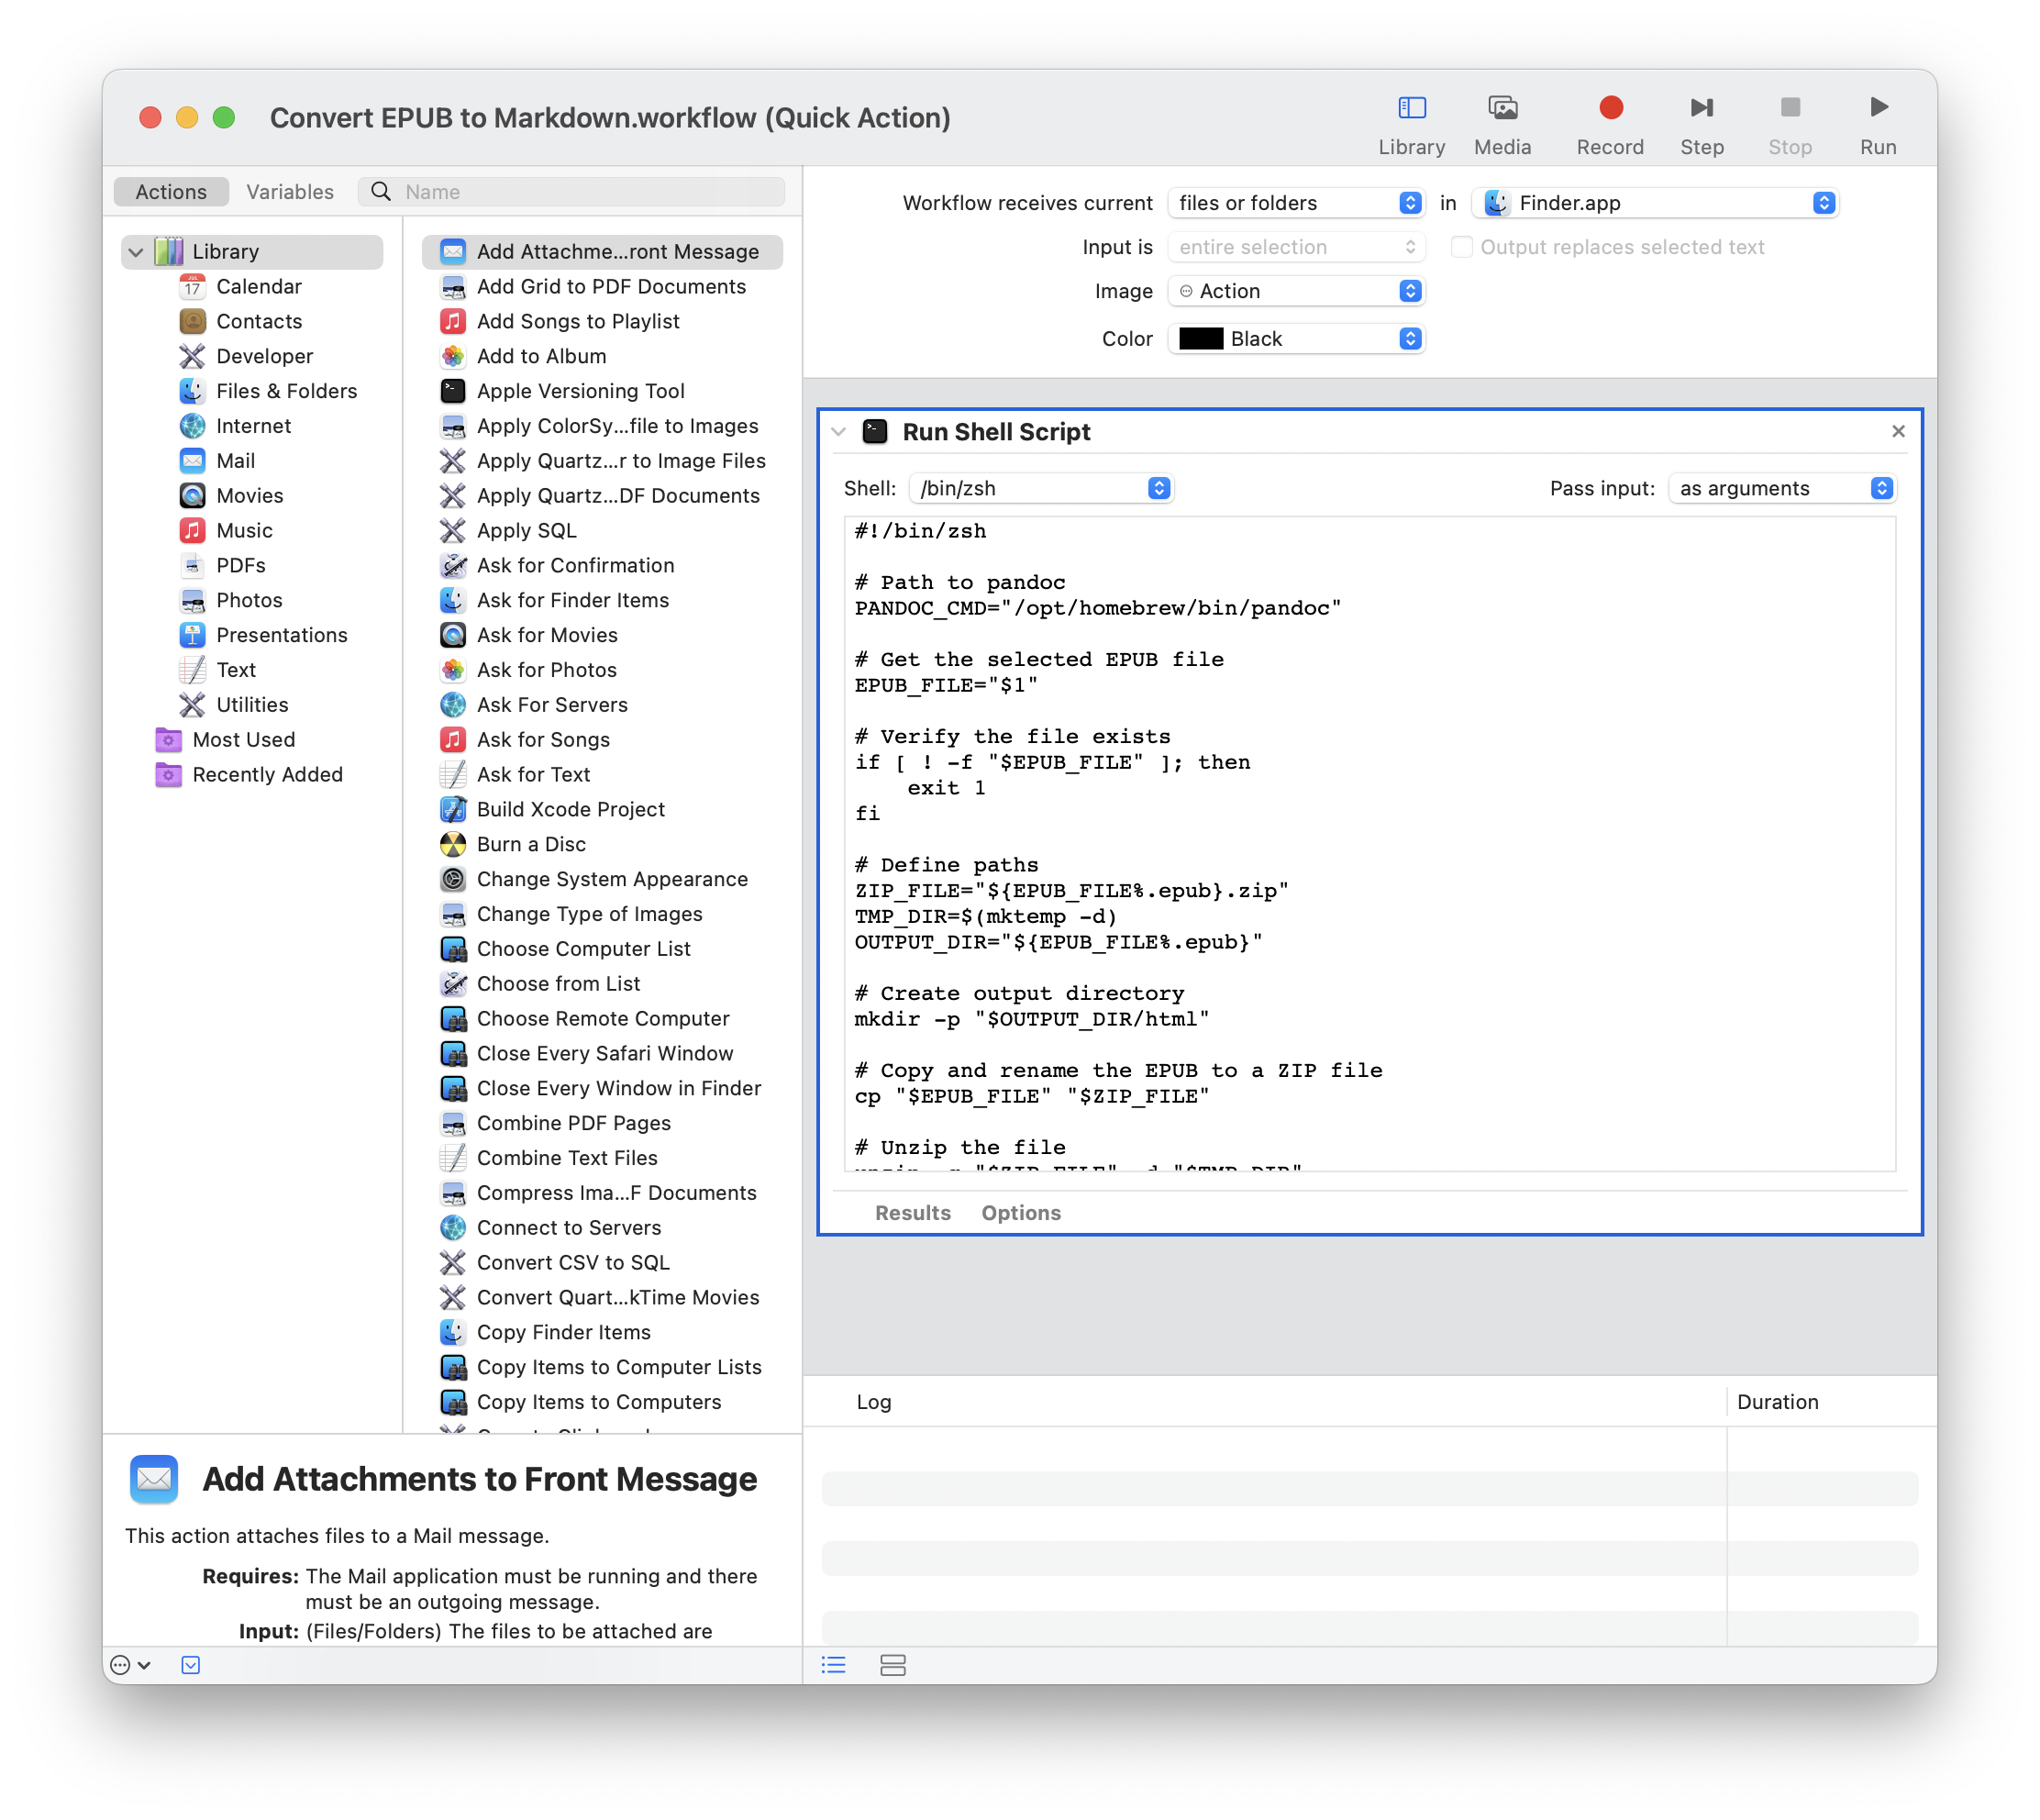 Convert EPUB to Markdown.workflow (Quick Action)
Library
Media
Record
Step
Stop
Run
Actions
Variables
Name
Library
Calendar
Contacts
Developer
Files & Folders
Internet
Mail
Movies
Music
PDFs
Photos
Presentations
Text
Utilities
Most Used
Recently Added
Add Attachme...ront Message
Add Grid to PDF Documents
Add Songs to Playlist
Add to Album
Apple Versioning Tool
Apply ColorSy...file to Images
Apply Quartz...r to Image Files
Apply Quartz...DF Documents
Apply SQL
Ask for Confirmation
Ask for Finder Items
Ask for Movies
Ask for Photos
Ask For Servers
Ask for Songs
Ask for Text
Build Xcode Project
Burn a Disc
Change System Appearance
Change Type of Images
Choose Computer List
Choose from List
Choose Remote Computer
Close Every Safari Window
Close Every Window in Finder
Combine PDF Pages
Combine Text Files
Compress Ima...F Documents
Connect to Servers
Convert CSV to SQL
Convert Quart...kTime Movies
Copy Finder Items
Copy Items to Computer Lists
Copy Items to Computers
Add Attachments to Front Message
This action attaches files to a Mail message.
Requires: The Mail application must be running and there
must be an outgoing message.
Input: (Files/Folders) The files to be attached are
Workflow receives current files or folders in Finder.app
Input is entire selection Output replaces selected text
Image Action
Color Black
Run Shell Script
Shell: /bin/zsh Pass input: as arguments
#!/bin/zsh
# Path to pandoc
PANDOC_CMD="/opt/homebrew/bin/pandoc"
# Get the selected EPUB file
EPUB_FILE="$1"
# Verify the file exists
if [ ! -f "$EPUB_FILE" ]; then
exit 1
fi
# Define paths
ZIP_FILE="${EPUB_FILE%.epub}.zip"
TMP_DIR=$(mktemp -d)
OUTPUT_DIR="${EPUB_FILE%.epub}"
# Create output directory
mkdir -p "$OUTPUT_DIR/html"
# Copy and rename the EPUB to a ZIP file
cp "$EPUB_FILE" "$ZIP_FILE"
# Unzip the file
"$ZIP_FILE" "$TMP_DIR"
Results
Options
Log
Duration